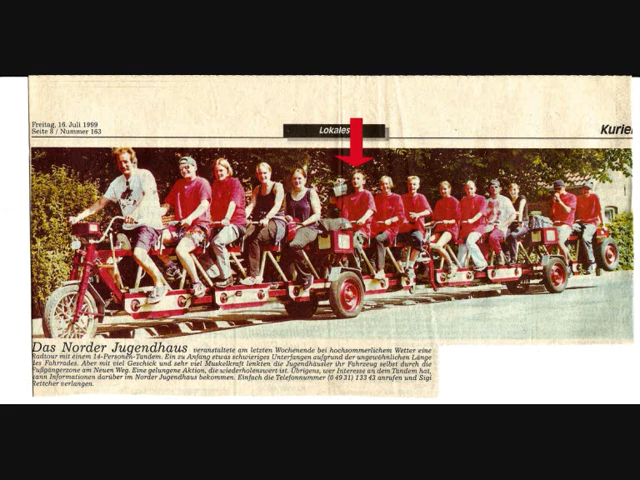 Freitag, 16. Juli 1999
Seite 8 / Nummer 163
Lokales
Kurier
Das Norder Jugendhaus veranstaltete am letzten Wochenende bei hochsommerlichem Wetter eine
Radtour mit einem 14-Personen-Tandem. Ein zu Anfang etwas schwieriges Unterfangen aufgrund der ungewöhnlichen Länge
des Fahrrades. Aber mit viel Geschick und sehr viel Muskelkraft lenkten die Jugendhäusler ihr Fahrzeug selbst durch die
Fußgängerzone am Neuen Weg. Eine gelungene Aktion, die wiederholenswert ist. Übrigens, wer Interesse an dem Tandem hat,
kann Informationen darüber im Norder Jugendhaus bekommen. Einfach die Telefonnummer (0 49 31) 1 33 43 anrufen und Sigi
Rettcher verlangen.